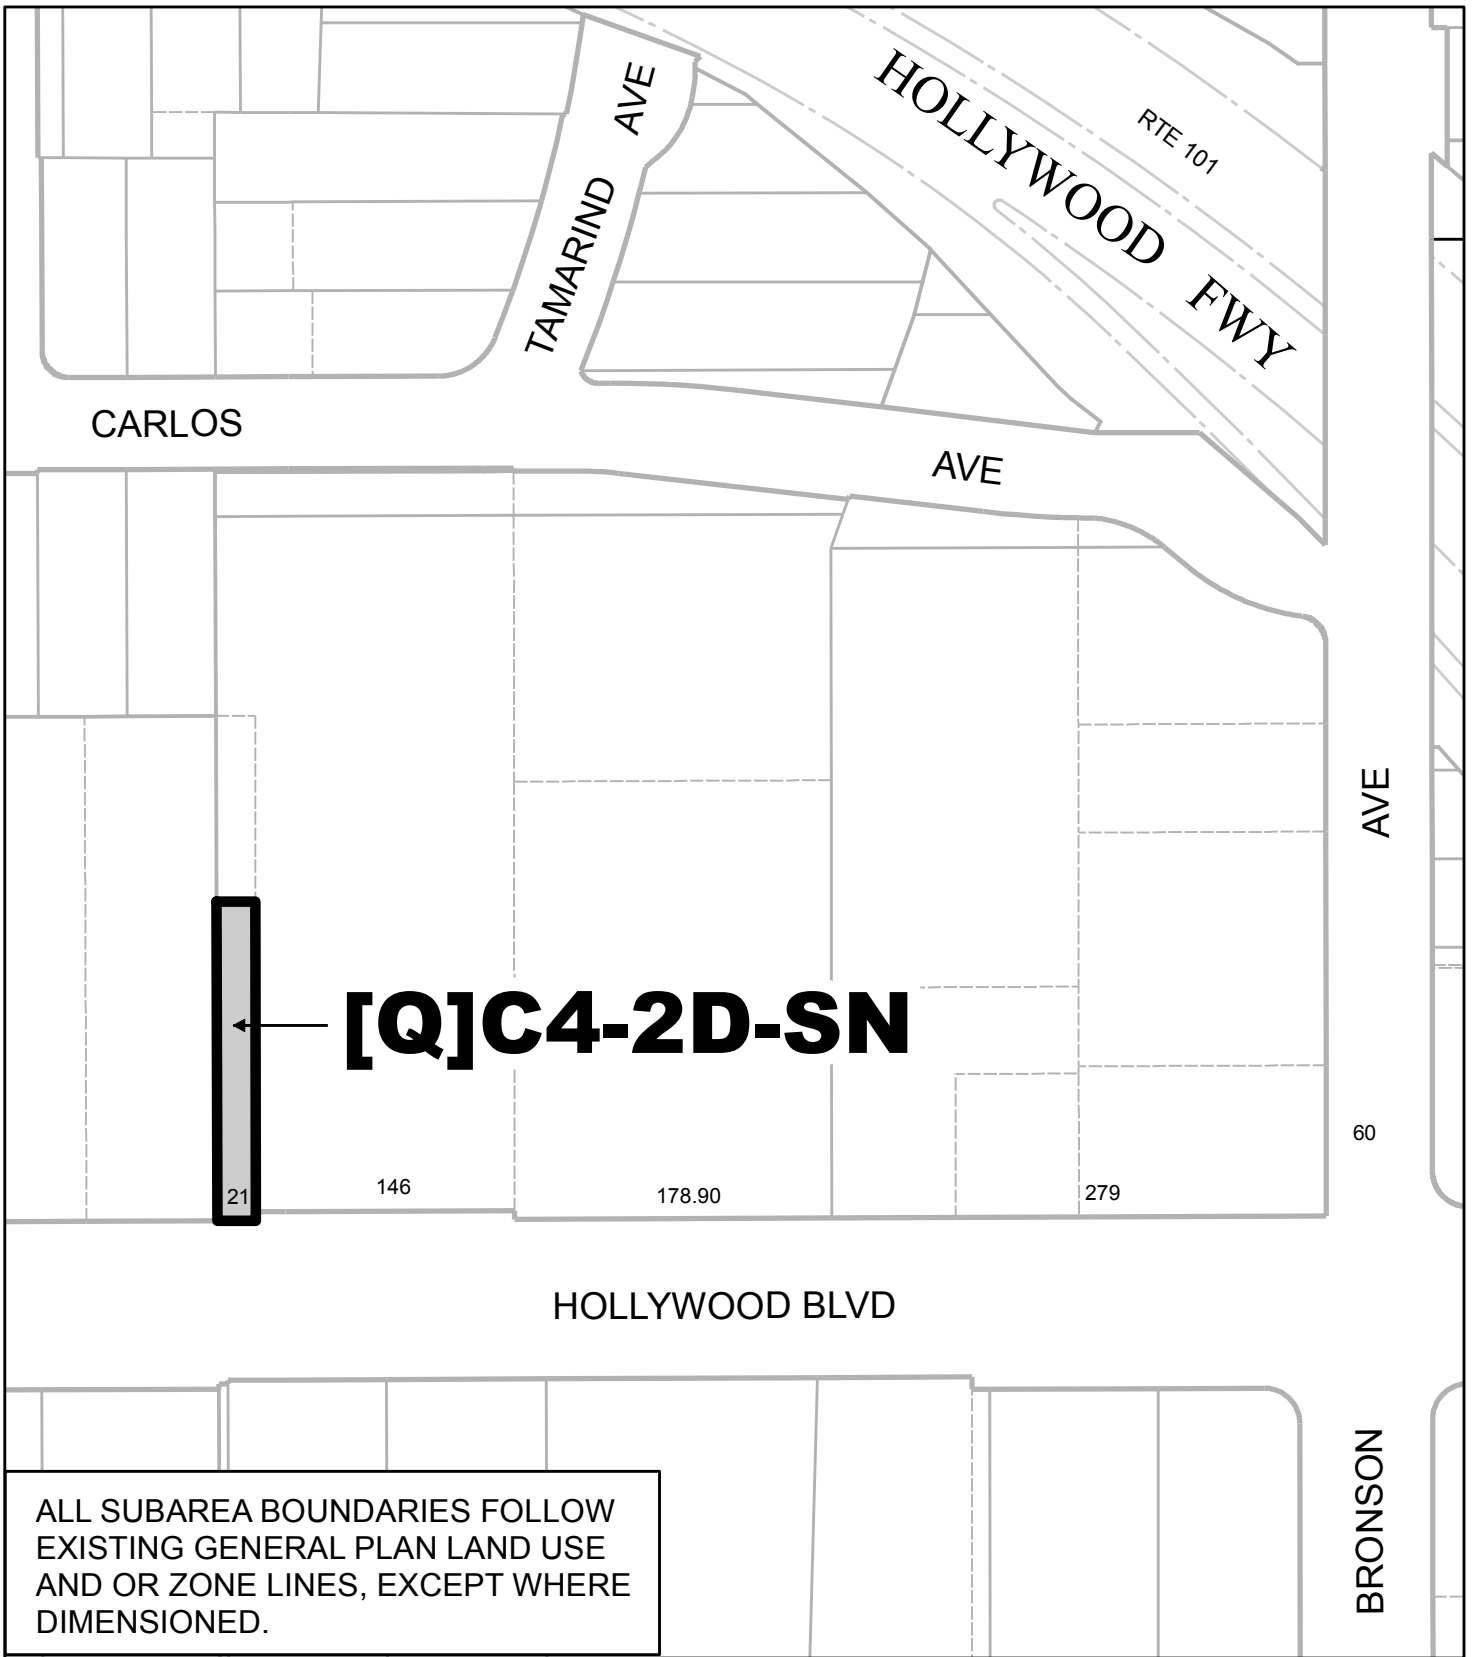 HOLLYWOOD FWY
RTE 101
TAMARIND AVE
CARLOS AVE
AVE
[Q]C4-2D-SN
60
21
146
178.90
279
HOLLYWOOD BLVD
BRONSON
ALL SUBAREA BOUNDARIES FOLLOW
EXISTING GENERAL PLAN LAND USE
AND OR ZONE LINES, EXCEPT WHERE
DIMENSIONED.